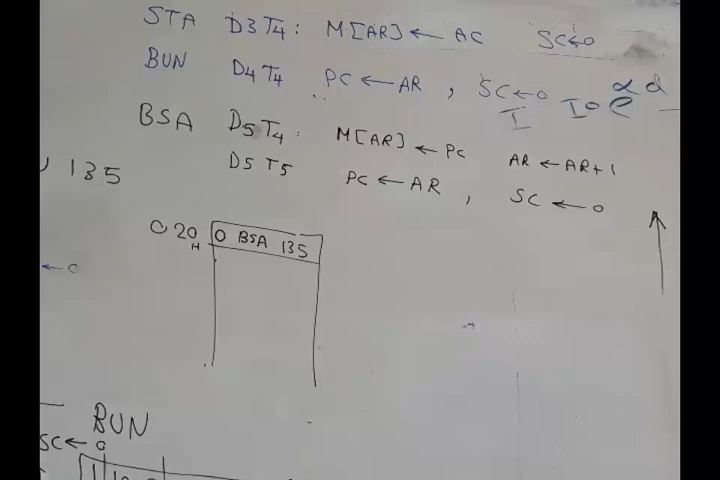 STA D3T4: M[AR] ← AC SC←0
BUN D4T4 PC ← AR , SC←0
I
BSA D5T4: M[AR] ← PC AR ← AR+1
D5T5 PC ← AR , SC ← 0
135
020H 0 BSA 135
← 0
BUN
SC← 0